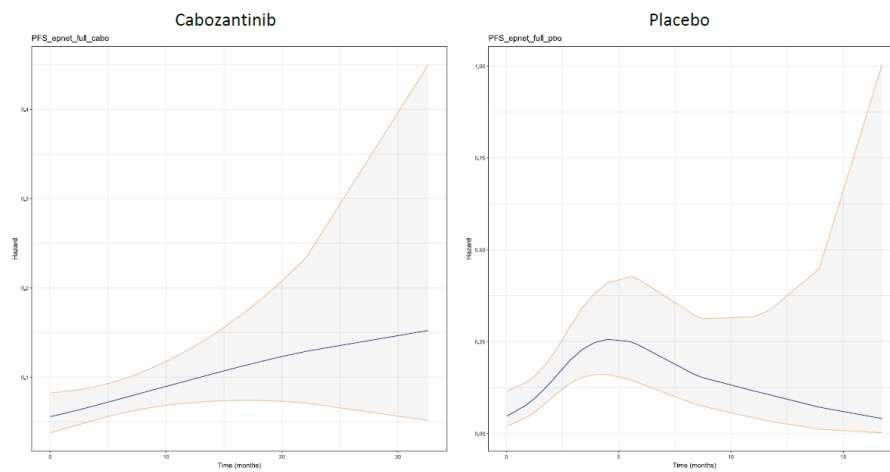 Cabozantinib
PFS_epnet_full_cabo
0,4
0,3
0,2
0,1
Hazard
0
10
20
30
Time (months)
Placebo
PFS_epnet_full_pbo
1,00
0,75
0,50
0,25
0,00
Hazard
0
5
10
15
Time (months)